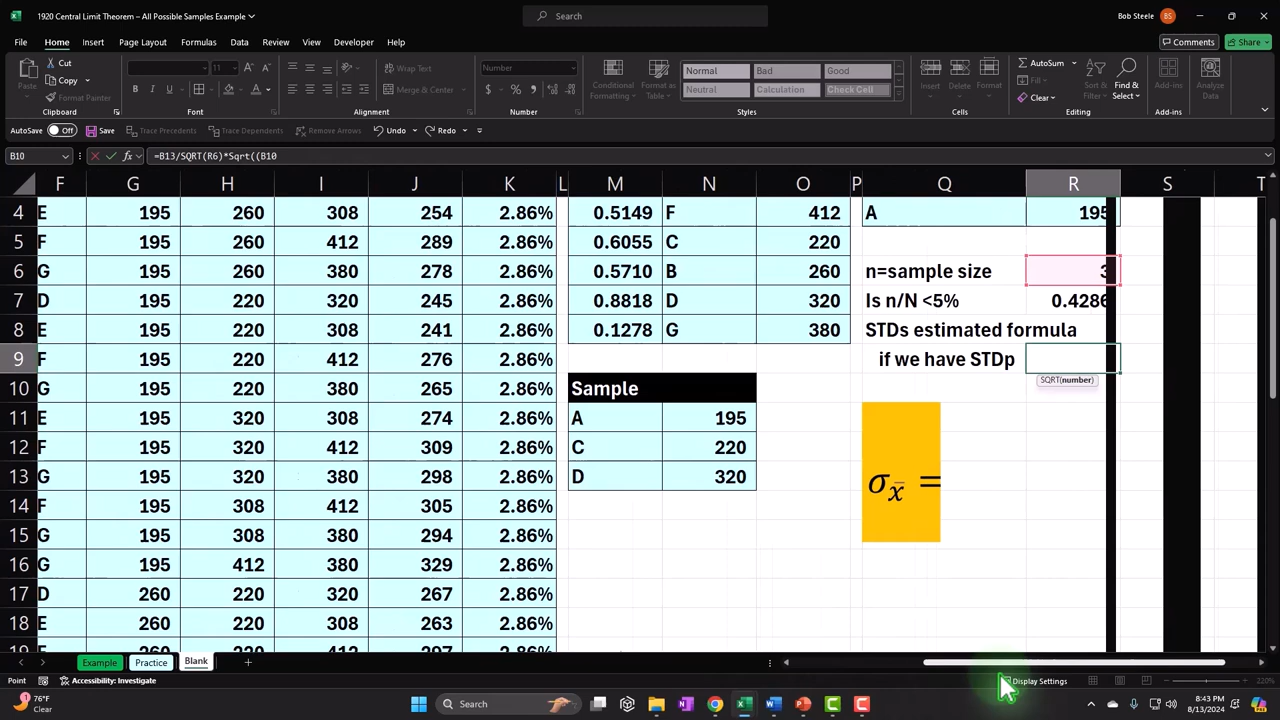 1920 Central Limit Theorem – All Possible Samples Example
Search
Bob Steele BS
File Home Insert Page Layout Formulas Data Review View Developer Automate Help
Comments Share
Paste
Cut
Copy
Format Painter
Clipboard
11
Font
Wrap Text
Merge & Center
Alignment
Number
Number
Conditional Formatting
Format as Table
Normal Bad Good
Neutral Calculation Check Cell
Styles
Insert Delete Format
Cells
AutoSum
Fill
Clear
Sort & Filter
Find & Select
Editing
Add-ins
Add-ins
Analyze Data
AutoSave Off Save Trace Precedents Trace Dependents Remove Arrows Undo Redo
B10 =B13/SQRT(R6)*Sqrt((B10
F G H I J K L M N O P Q R S T
4 E 195 260 308 254 2.86% 0.5149 F 412 A 195
5 F 195 260 412 289 2.86% 0.6055 C 220
6 G 195 260 380 278 2.86% 0.5710 B 260 n=sample size 3
7 D 195 220 320 245 2.86% 0.8818 D 320 Is n/N <5% 0.4286
8 E 195 220 308 241 2.86% 0.1278 G 380 STDs estimated formula
9 F 195 220 412 276 2.86% if we have STDp
SQRT(number)
10 G 195 220 380 265 2.86% Sample
11 E 195 320 308 274 2.86% A 195
12 F 195 320 412 309 2.86% C 220
13 G 195 320 380 298 2.86% D 320 σx̄ =
14 F 195 308 412 305 2.86%
15 G 195 308 380 294 2.86%
16 G 195 412 380 329 2.86%
17 D 260 220 320 267 2.86%
18 E 260 220 308 263 2.86%
19 F 260 220 412 297 2.86%
Example Practice Blank
Point Accessibility: Investigate Display Settings 220%
76°F
Clear
Search
8:43 PM
8/13/2024